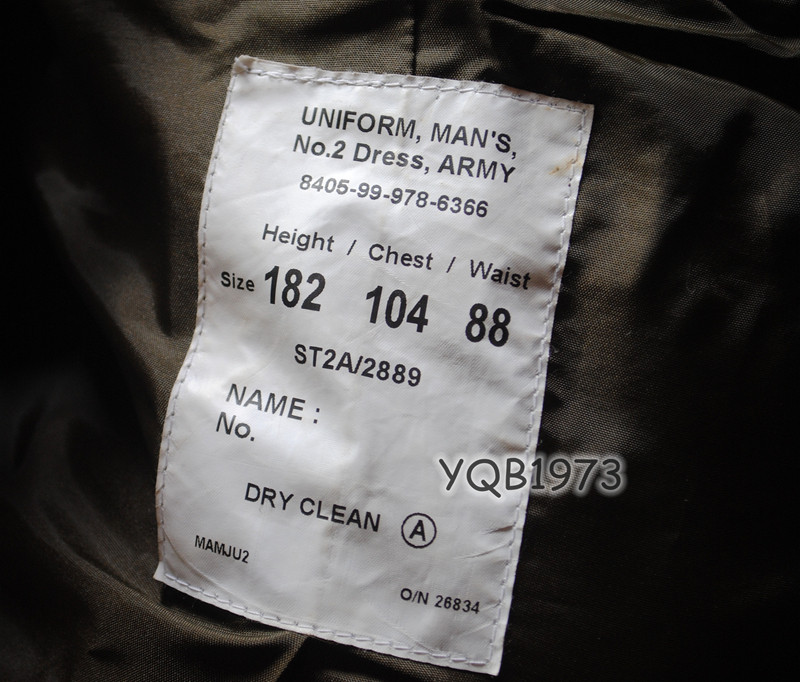 UNIFORM, MAN'S,
No.2 Dress, ARMY
8405-99-978-6366
Height / Chest / Waist
Size 182 104 88
ST2A/2889
NAME :
No.
YQB1973
DRY CLEAN A
MAMJU2
O/N 26834